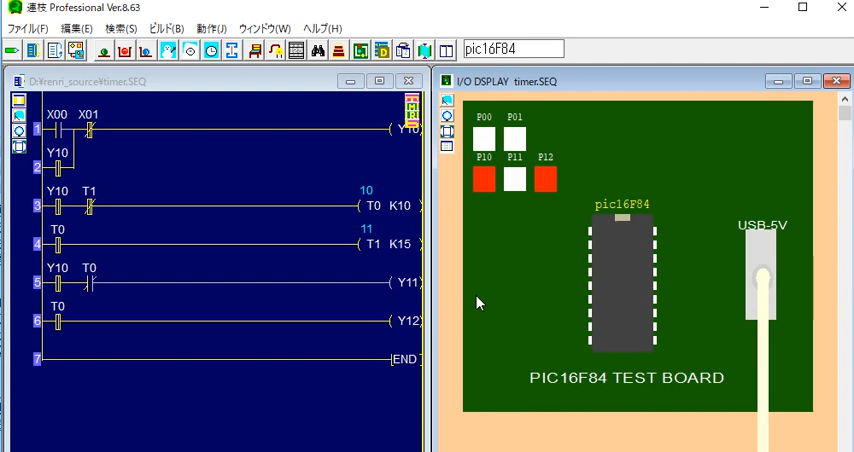 連枝 Professional Ver.8.63
ファイル(F) 編集(E) 検索(S) ビルド(B) 動作(J) ウィンドウ(W) ヘルプ(H)
pic16F84
D:¥renri_source¥timer.SEQ
X00 X01
1 Y10
Y10
2
Y10 T1 10
3 T0 K10
T0 11
4 T1 K15
Y10 T0
5 Y11
T0
6 Y12
7 END
I/O DSPLAY timer.SEQ
P00 P01
P10 P11 P12
pic16F84
USB-5V
PIC16F84 TEST BOARD